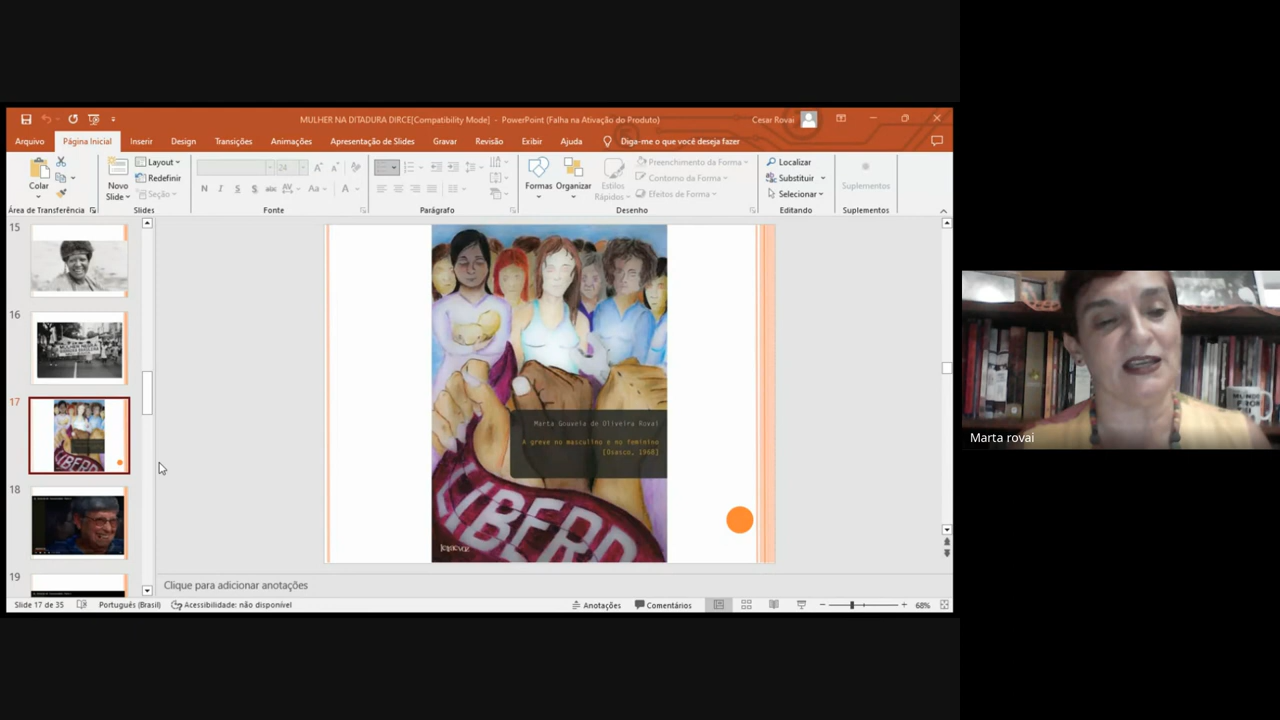 MULHER NA DITADURA DIRCE[Compatibility Mode] - PowerPoint (Falha na Ativação do Produto)
Cesar Rovai
Arquivo Página Inicial Inserir Design Transições Animações Apresentação de Slides Gravar Revisão Exibir Ajuda Diga-me o que você deseja fazer
Colar
Novo
Slide
Layout
Redefinir
Seção
24
N I S S abc AV Aa A
Formas
Organizar
Estilos
Rápidos
Preenchimento da Forma
Contorno da Forma
Efeitos de Forma
Localizar
Substituir
Selecionar
Suplementos
Área de Transferência Slides Fonte Parágrafo Desenho Editando Suplementos
15
16
17
18
19
Marta Gouveia de Oliveira Rovai
A greve no masculino e no feminino
[Osasco, 1968]
LIBERD
LIBERD
Clique para adicionar anotações
Slide 17 de 35 Português (Brasil) Acessibilidade: não disponível Anotações Comentários 68%
Marta rovai